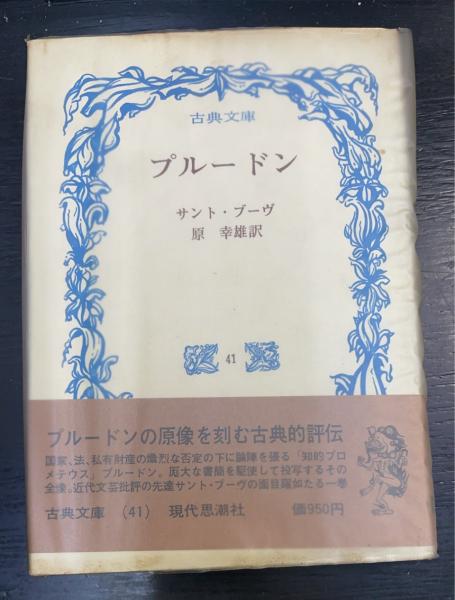 古典文庫
プルードン
サント・ブーヴ
原 幸雄訳
41
プルードンの原像を刻む古典的評伝
国家、法、私有財産の熾烈な否定の下に論陣を張る「知的プロ
メテウス」プルードン。厖大な書簡を駆使して投写するその
全像。近代文芸批評の先達サント・ブーヴの面目躍如たる一巻
古典文庫 (41) 現代思潮社 価950円